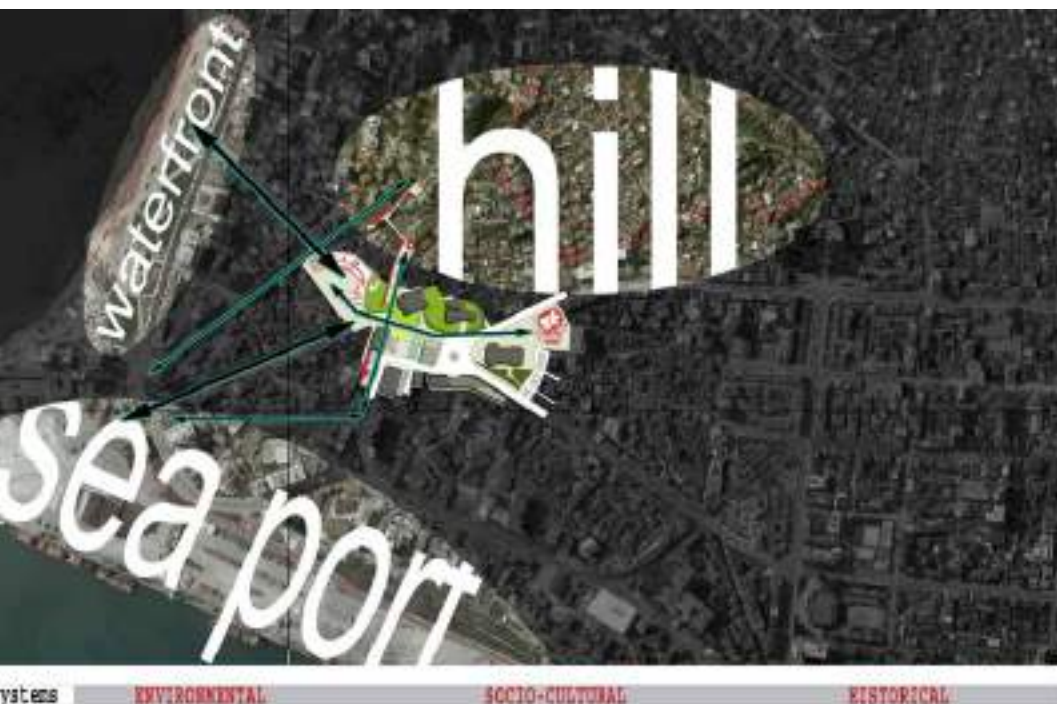 waterfront
hill
sea port
ystems ENVIRONMENTAL SOCIO-CULTURAL HISTORICAL